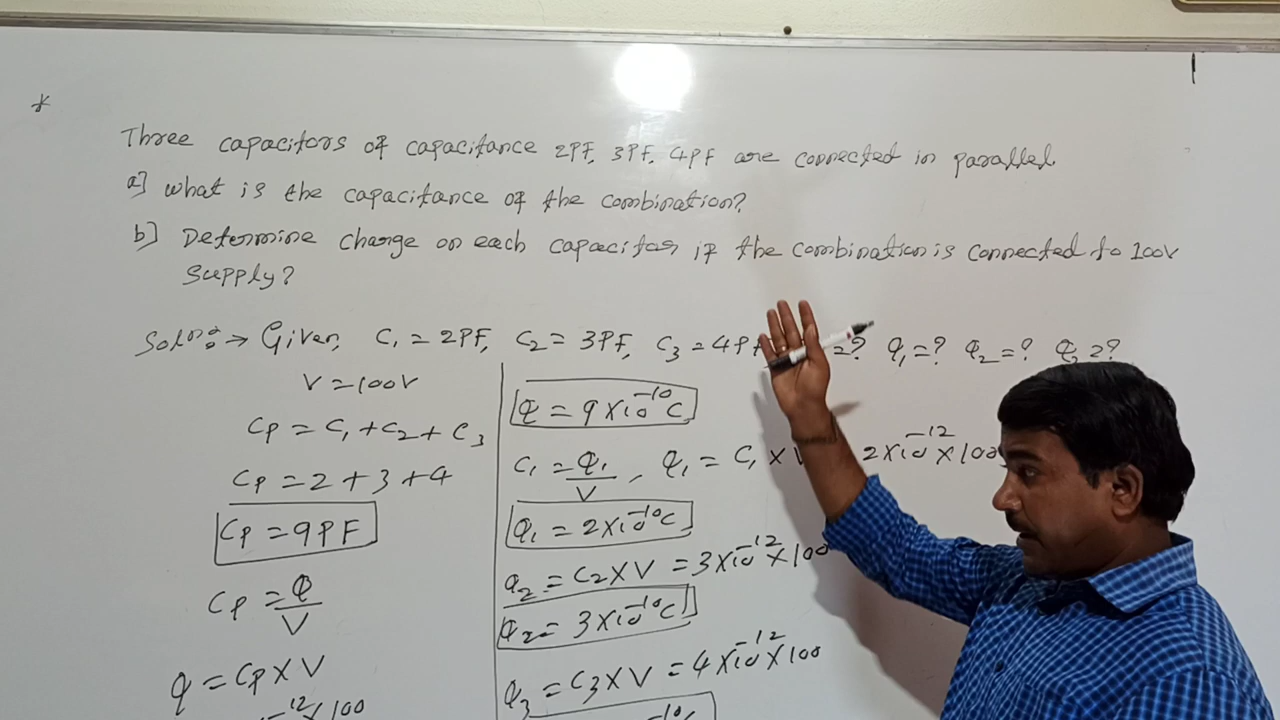 *
Three capacitors of capacitance 2PF, 3PF, 4PF are connected in parallel.
a] what is the capacitance of the combination?
b] Determine charge on each capacitor if the combination is connected to 100V
supply?
Soln:→ Given, C₁ = 2PF, C₂ = 3PF, C₃ = 4PF =? q₁ =? q₂ =? q₃ =?
V = 100V
Cp = C₁ + C₂ + C₃
Cp = 2 + 3 + 4
Cp = 9PF
Cp = q/V
q = Cp × V
10⁻¹² × 100
q = 9 × 10⁻¹⁰ C
C₁ = q₁/V , q₁ = C₁ × V 2 × 10⁻¹² × 100
q₁ = 2 × 10⁻¹⁰ C
q₂ = C₂ × V = 3 × 10⁻¹² × 100
q₂ = 3 × 10⁻¹⁰ C
q₃ = C₃ × V = 4 × 10⁻¹² × 100